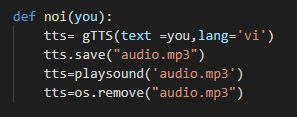 def noi(you):
    tts= gTTS(text =you,lang='vi')
    tts.save("audio.mp3")
    tts=playsound('audio.mp3')
    tts=os.remove("audio.mp3")